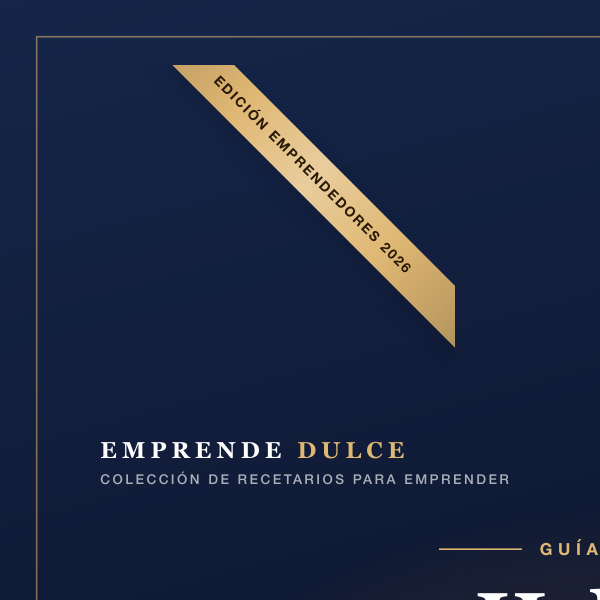 EDICIÓN EMPRENDEDORES 2026
EMPRENDE DULCE
COLECCIÓN DE RECETARIOS PARA EMPRENDER
GUÍA